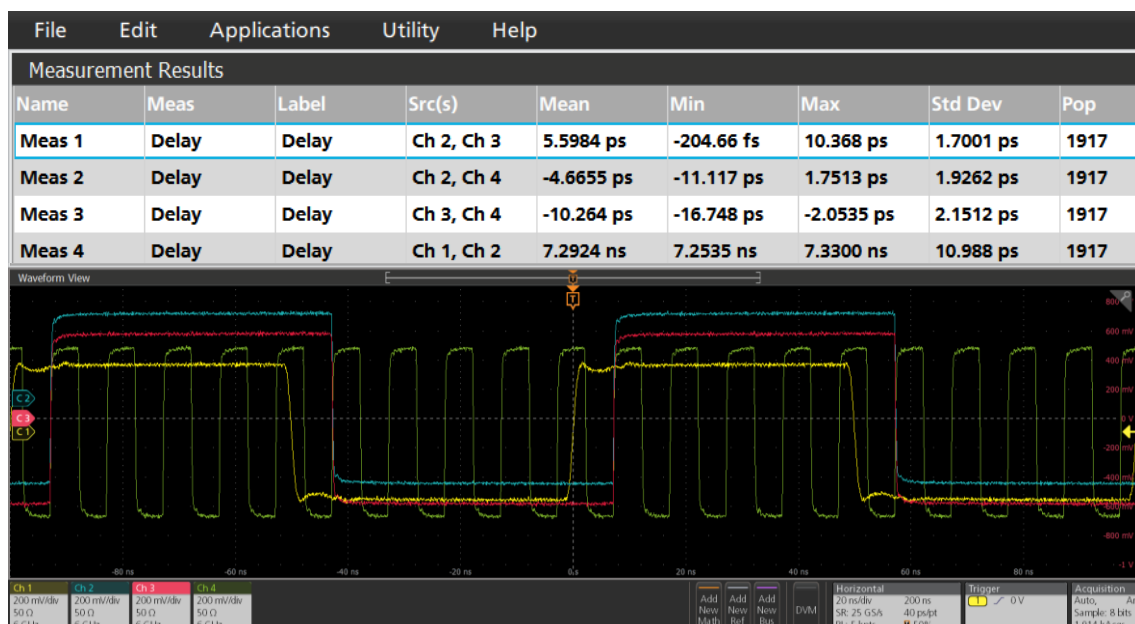 File Edit Applications Utility Help
Measurement Results
Name Meas Label Src(s) Mean Min Max Std Dev Pop
Meas 1 Delay Delay Ch 2, Ch 3 5.5984 ps -204.66 fs 10.368 ps 1.7001 ps 1917
Meas 2 Delay Delay Ch 2, Ch 4 -4.6655 ps -11.117 ps 1.7513 ps 1.9262 ps 1917
Meas 3 Delay Delay Ch 3, Ch 4 -10.264 ps -16.748 ps -2.0535 ps 2.1512 ps 1917
Meas 4 Delay Delay Ch 1, Ch 2 7.2924 ns 7.2535 ns 7.3300 ns 10.988 ps 1917
Waveform View
T
T
800
600 mV
400 mV
C 2
200 mV
C 3
0 V
C 1
-200 mV
-400 mV
-600 mV
-800 mV
-1 V
-80 ns -60 ns -40 ns -20 ns 0 s 20 ns 40 ns 60 ns 80 ns
Ch 1 Ch 2 Ch 3 Ch 4 Add Add Add Horizontal Trigger Acquisition
200 mV/div 200 mV/div 200 mV/div 200 mV/div New New New DVM 20 ns/div 200 ns 1 0 V Auto,
50 Ω 50 Ω 50 Ω 50 Ω Math Ref Bus SR: 25 GS/ 40 ps/pt Sample: 8 bits